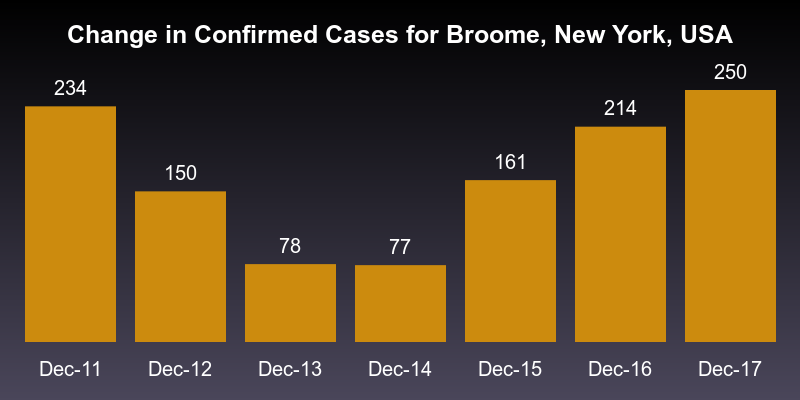 Change in Confirmed Cases for Broome, New York, USA
234
150
78
77
161
214
250
Dec-11
Dec-12
Dec-13
Dec-14
Dec-15
Dec-16
Dec-17